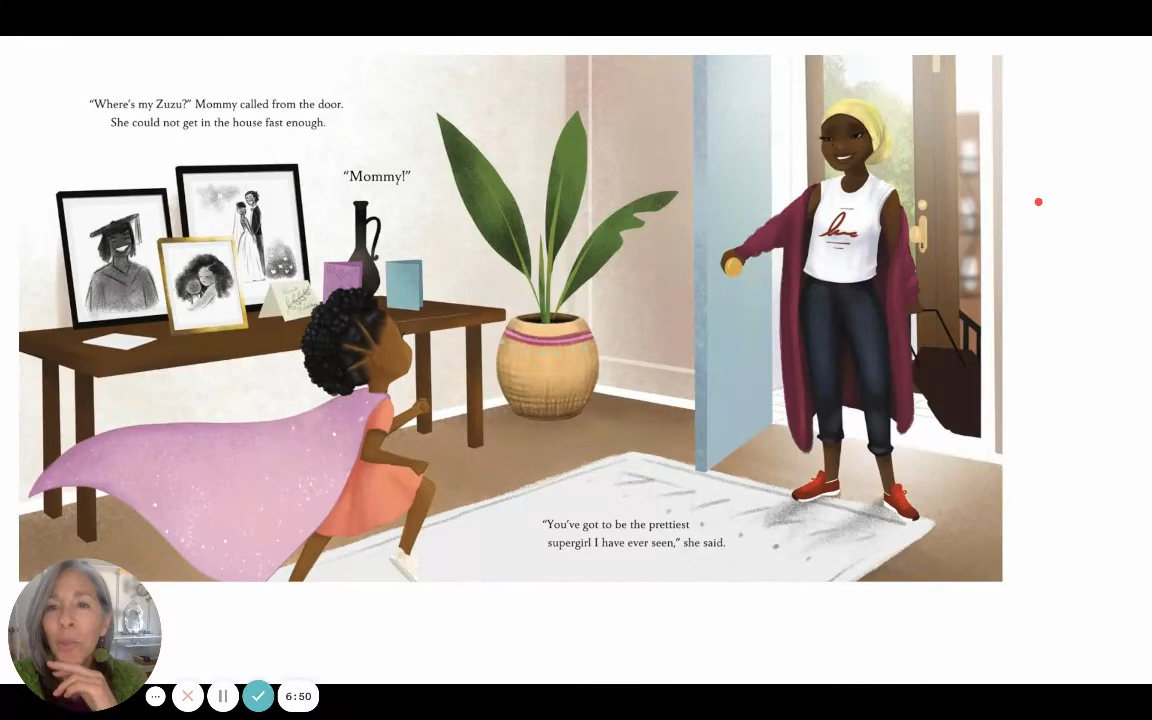 “Where’s my Zuzu?” Mommy called from the door.
She could not get in the house fast enough.
“Mommy!”
“You’ve got to be the prettiest
supergirl I have ever seen,” she said.
6:50